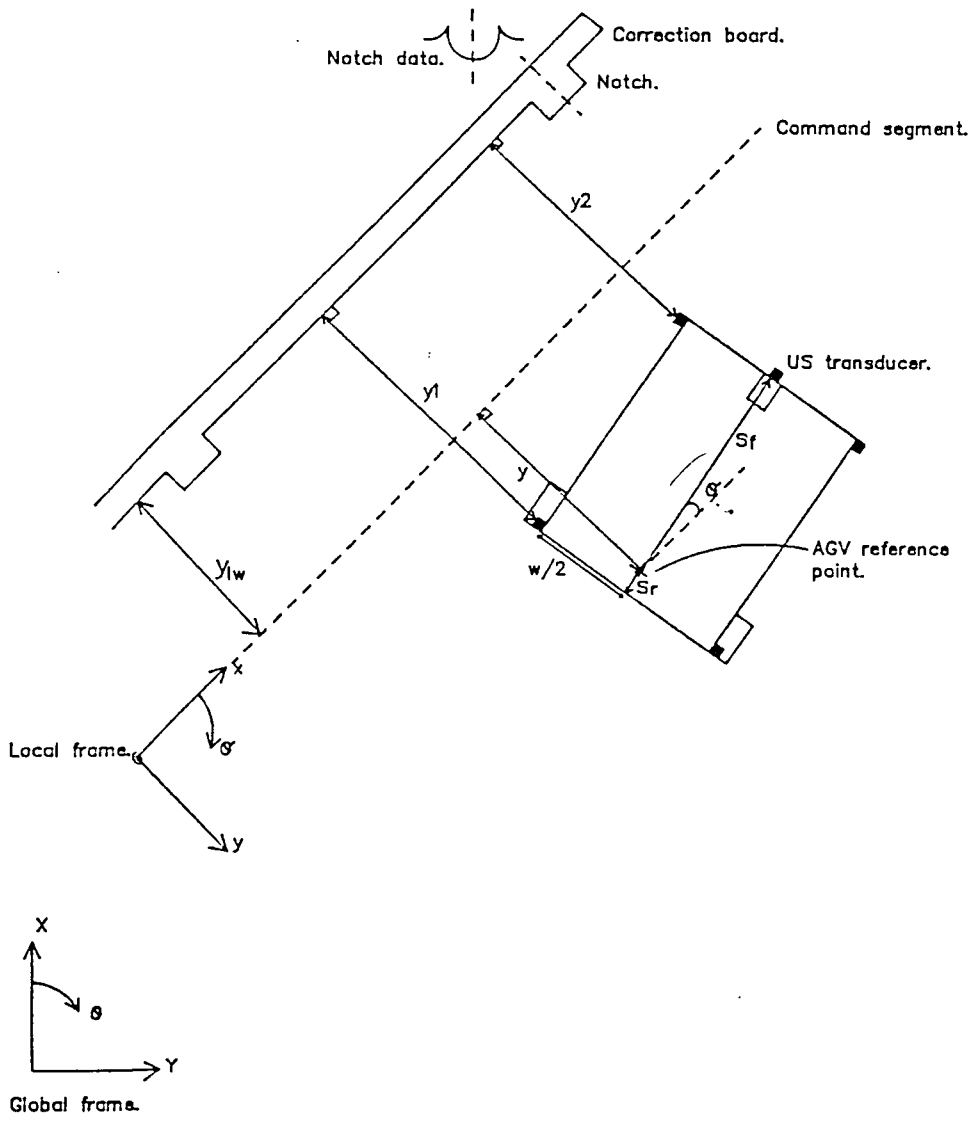 Correction board.
Notch data.
Notch.
Command segment.
y2
US transducer.
y1
Sf
y
θ
AGV reference
point.
w/2
Sr
y1w
x
Local frame.
θ
y
X
θ
Y
Global frame.